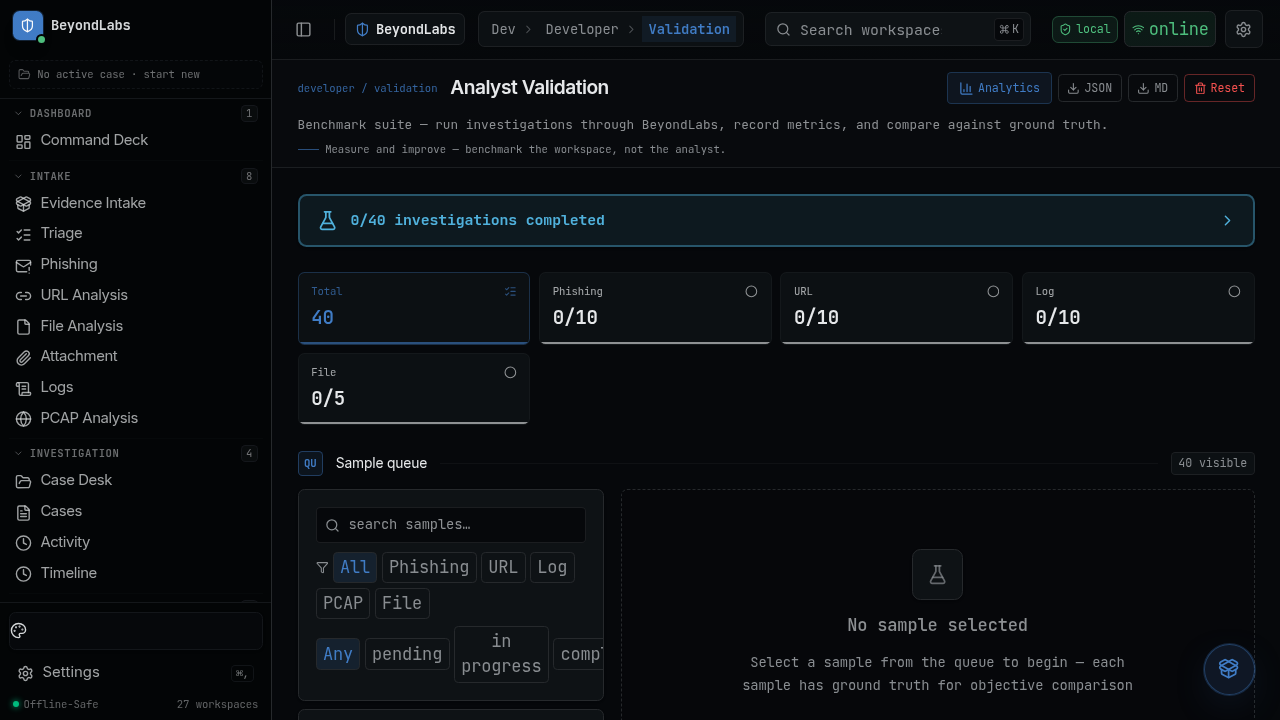 BeyondLabs
No active case · start new
DASHBOARD 1
Command Deck
INTAKE 8
Evidence Intake
Triage
Phishing
URL Analysis
File Analysis
Attachment
Logs
PCAP Analysis
INVESTIGATION 4
Case Desk
Cases
Activity
Timeline
Settings ⌘,
Offline-Safe 27 workspaces
BeyondLabs
Dev > Developer > Validation
Search workspace ⌘K
local
online
developer / validation Analyst Validation
Analytics JSON MD Reset
Benchmark suite — run investigations through BeyondLabs, record metrics, and compare against ground truth.
Measure and improve — benchmark the workspace, not the analyst.
0/40 investigations completed
Total
40
Phishing
0/10
URL
0/10
Log
0/10
File
0/5
QU Sample queue 40 visible
search samples…
All Phishing URL Log
PCAP File
Any pending in progress
No sample selected
Select a sample from the queue to begin — each
sample has ground truth for objective comparison